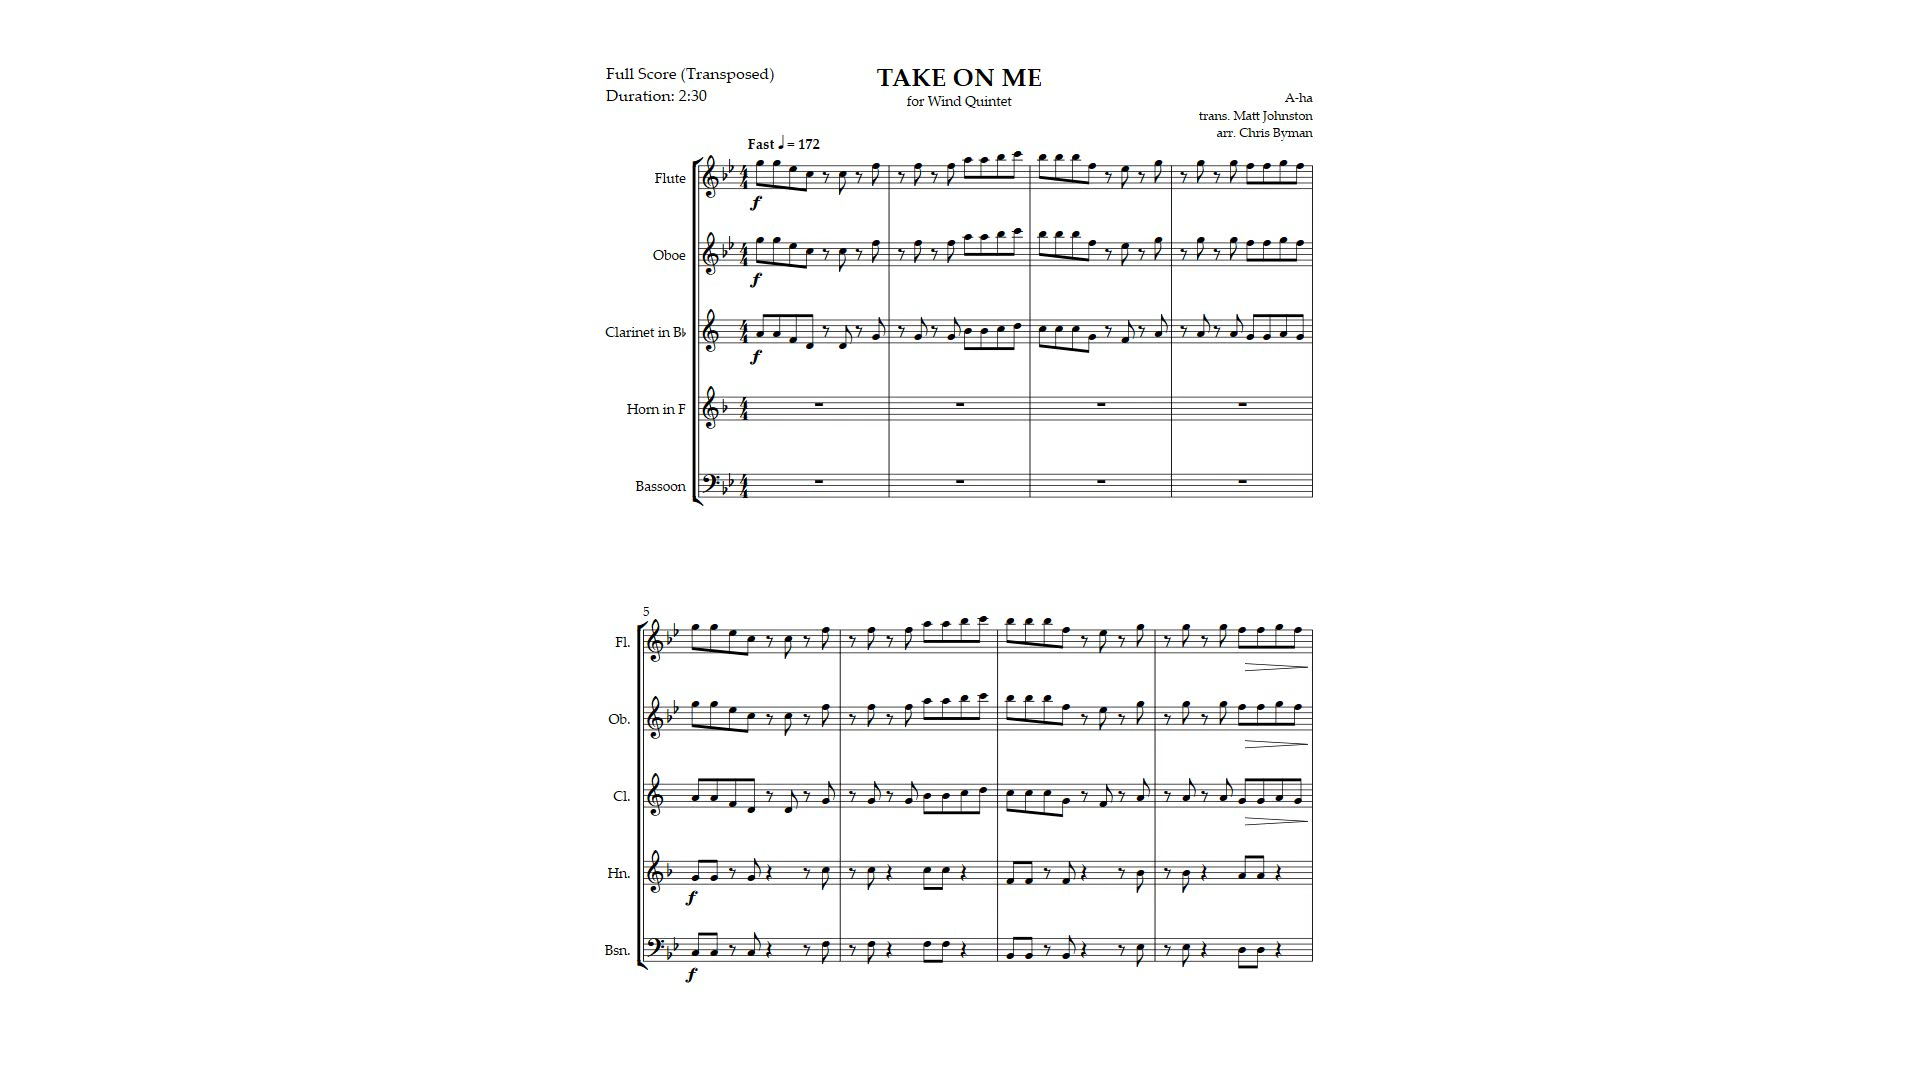 Full Score (Transposed)
Duration: 2:30
TAKE ON ME
for Wind Quintet
A-ha
trans. Matt Johnston
arr. Chris Byman
Fast ♩ = 172
Flute
f
Oboe
f
Clarinet in B♭
f
Horn in F
Bassoon
5
Fl.
Ob.
Cl.
Hn.
f
Bsn.
f